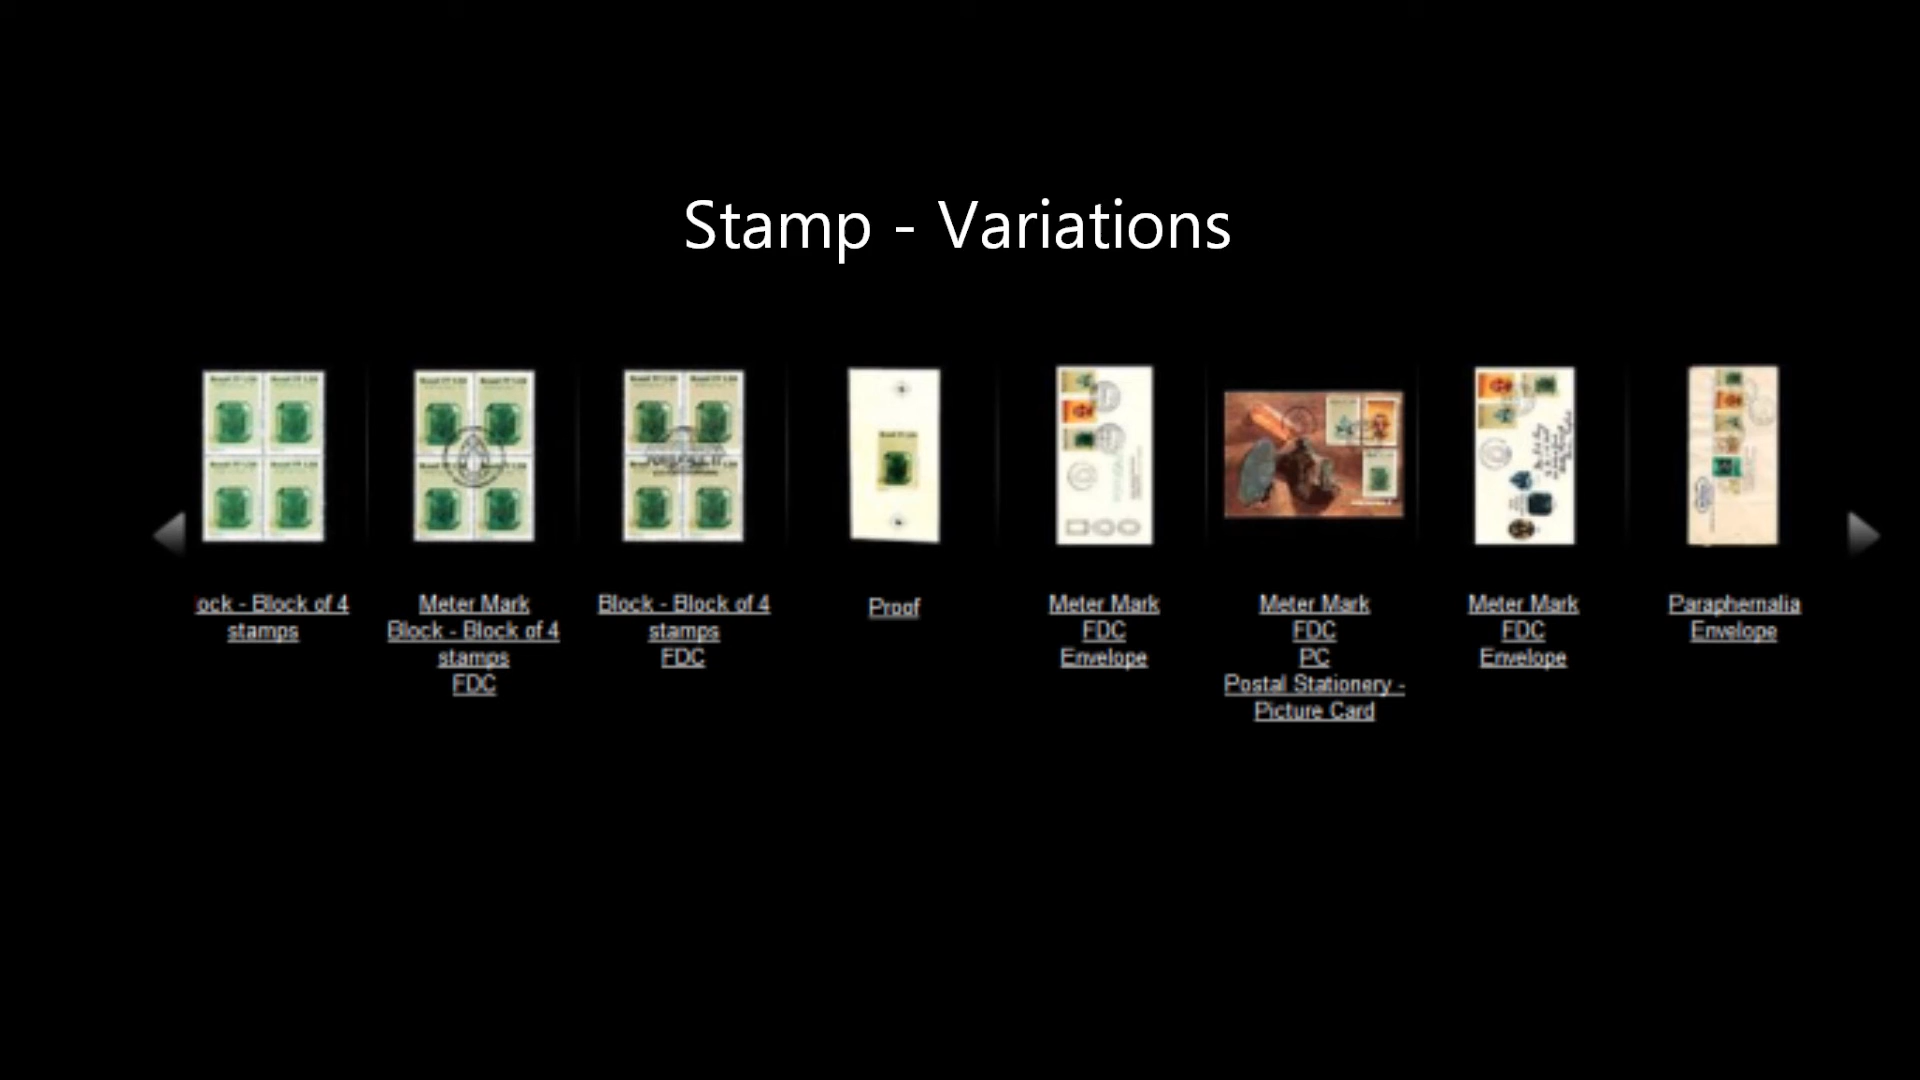 Stamp - Variations
ock - Block of 4
stamps
Meter Mark
Block - Block of 4
stamps
FDC
Block - Block of 4
stamps
FDC
Proof
Meter Mark
FDC
Envelope
Meter Mark
FDC
PC
Postal Stationery -
Picture Card
Meter Mark
FDC
Envelope
Paraphernalia
Envelope